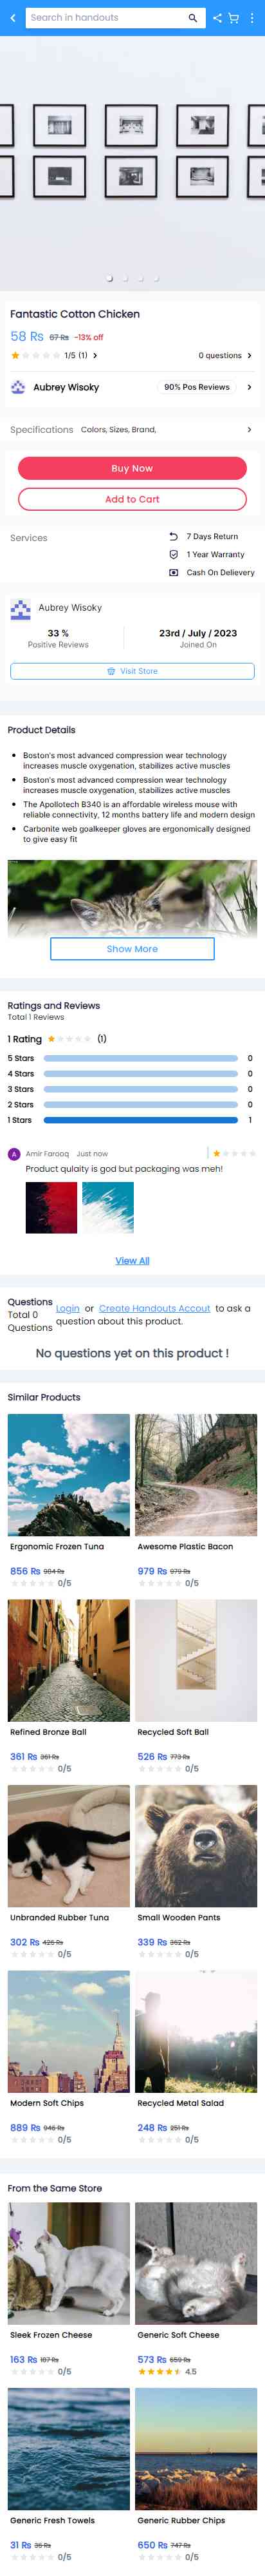 Search in handouts
Fantastic Cotton Chicken
58 Rs 67 Rs -13% off
1/5 (1) 0 questions
Aubrey Wisoky 90% Pos Reviews
Specifications Colors, Sizes, Brand,
Buy Now
Add to Cart
Services 7 Days Return
1 Year Warranty
Cash On Delievery
Aubrey Wisoky
33 % 23rd / July / 2023
Positive Reviews Joined On
Visit Store
Product Details
Boston's most advanced compression wear technology
increases muscle oxygenation, stabilizes active muscles
Boston's most advanced compression wear technology
increases muscle oxygenation, stabilizes active muscles
The Apollotech B340 is an affordable wireless mouse with
reliable connectivity, 12 months battery life and modern design
Carbonite web goalkeeper gloves are ergonomically designed
to give easy fit
Show More
Ratings and Reviews
Total 1 Reviews
1 Rating (1)
5 Stars 0
4 Stars 0
3 Stars 0
2 Stars 0
1 Stars 1
A Amir Farooq Just now
Product qulaity is god but packaging was meh!
View All
Questions
Total 0
Questions
Login or Create Handouts Accout to ask a
question about this product.
No questions yet on this product !
Similar Products
Ergonomic Frozen Tuna Awesome Plastic Bacon
856 Rs 984 Rs 979 Rs 979 Rs
0/5 0/5
Refined Bronze Ball Recycled Soft Ball
361 Rs 361 Rs 526 Rs 773 Rs
0/5 0/5
Unbranded Rubber Tuna Small Wooden Pants
302 Rs 426 Rs 339 Rs 362 Rs
0/5 0/5
Modern Soft Chips Recycled Metal Salad
889 Rs 946 Rs 248 Rs 251 Rs
0/5 0/5
From the Same Store
Sleek Frozen Cheese Generic Soft Cheese
163 Rs 187 Rs 573 Rs 659 Rs
0/5 4.5
Generic Fresh Towels Generic Rubber Chips
31 Rs 36 Rs 650 Rs 747 Rs
0/5 0/5